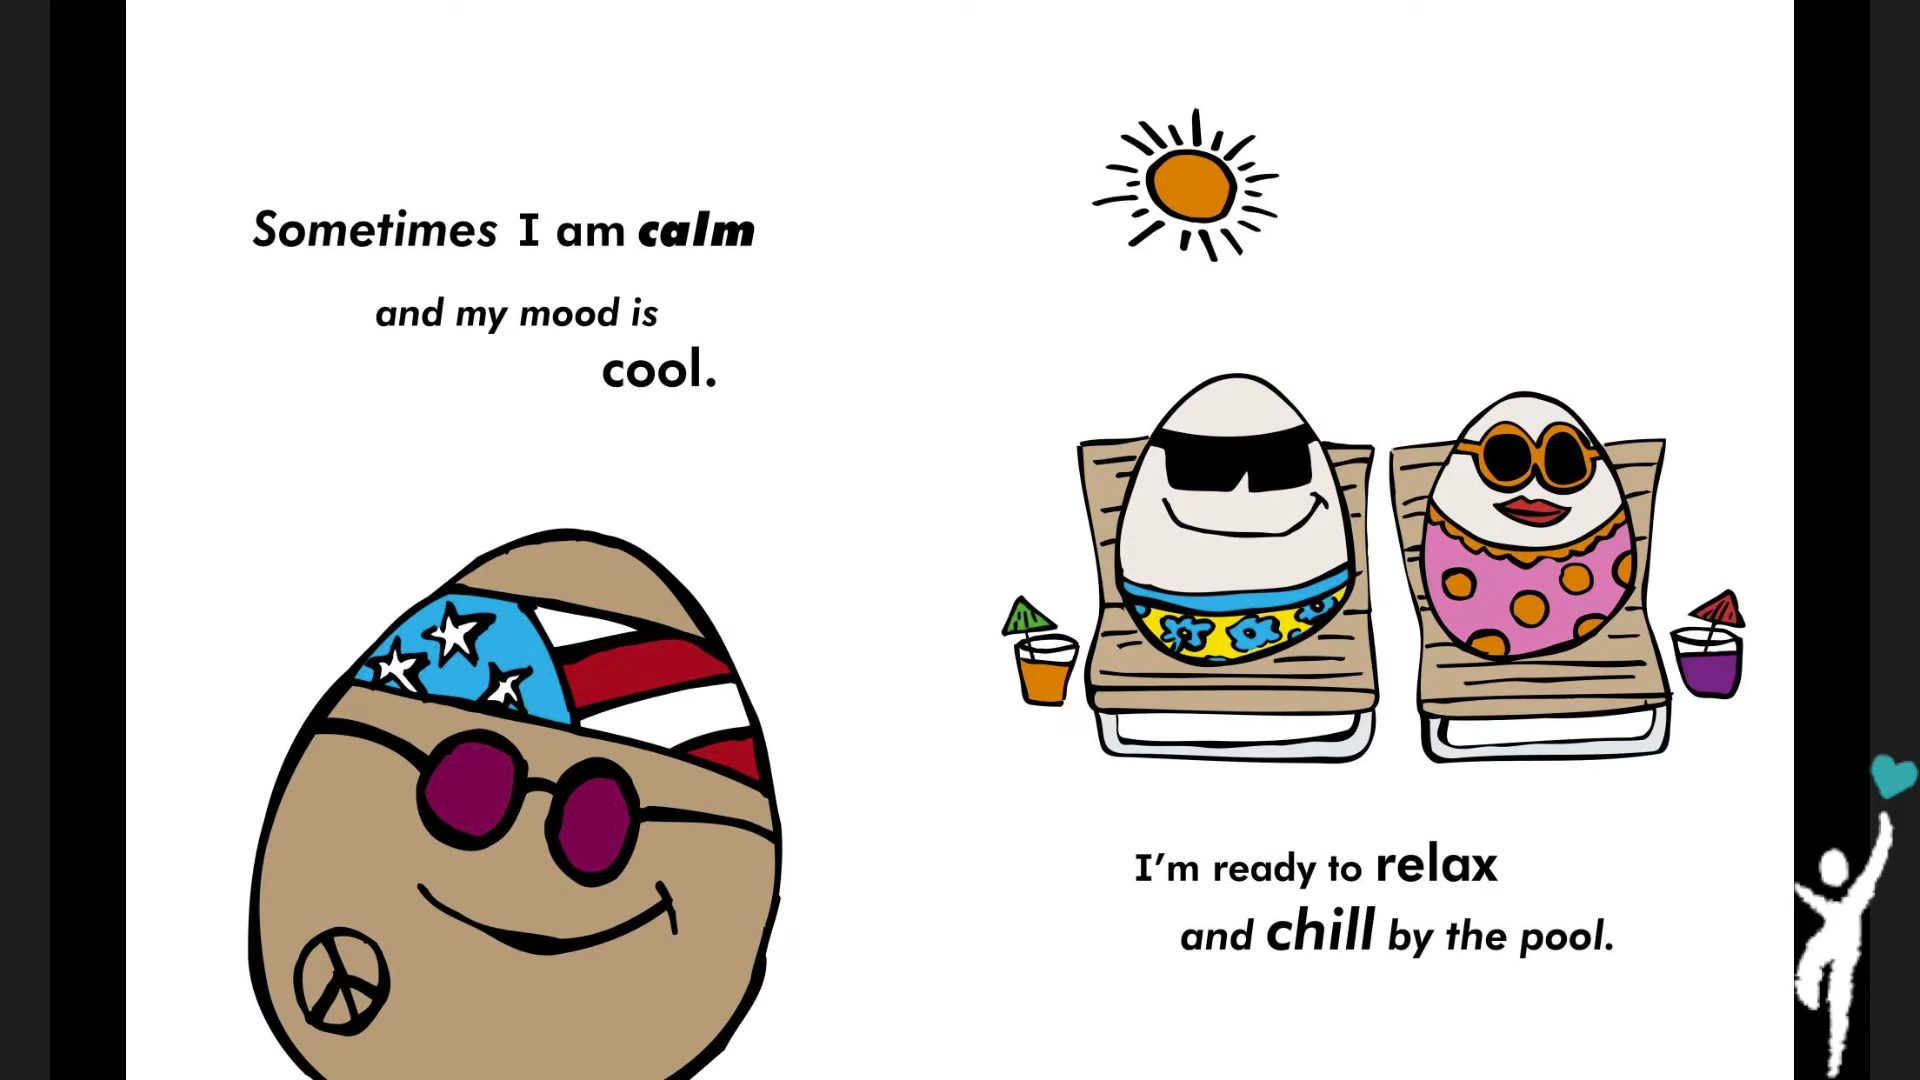 Sometimes I am calm
and my mood is
cool.
I'm ready to relax
and chill by the pool.